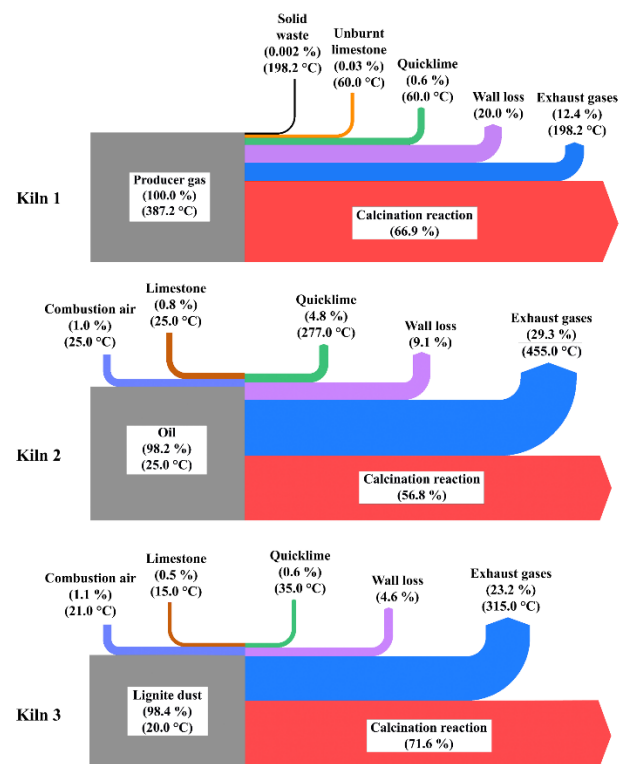 Solid
waste
(0.002 %)
(198.2 °C)
Unburnt
limestone
(0.03 %)
(60.0 °C)
Quicklime
(0.6 %)
(60.0 °C)
Wall loss
(20.0 %)
Exhaust gases
(12.4 %)
(198.2 °C)
Kiln 1
Producer gas
(100.0 %)
(387.2 °C)
Calcination reaction
(66.9 %)
Combustion air
(1.0 %)
(25.0 °C)
Limestone
(0.8 %)
(25.0 °C)
Quicklime
(4.8 %)
(277.0 °C)
Wall loss
(9.1 %)
Exhaust gases
(29.3 %)
(455.0 °C)
Kiln 2
Oil
(98.2 %)
(25.0 °C)
Calcination reaction
(56.8 %)
Combustion air
(1.1 %)
(21.0 °C)
Limestone
(0.5 %)
(15.0 °C)
Quicklime
(0.6 %)
(35.0 °C)
Wall loss
(4.6 %)
Exhaust gases
(23.2 %)
(315.0 °C)
Kiln 3
Lignite dust
(98.4 %)
(20.0 °C)
Calcination reaction
(71.6 %)